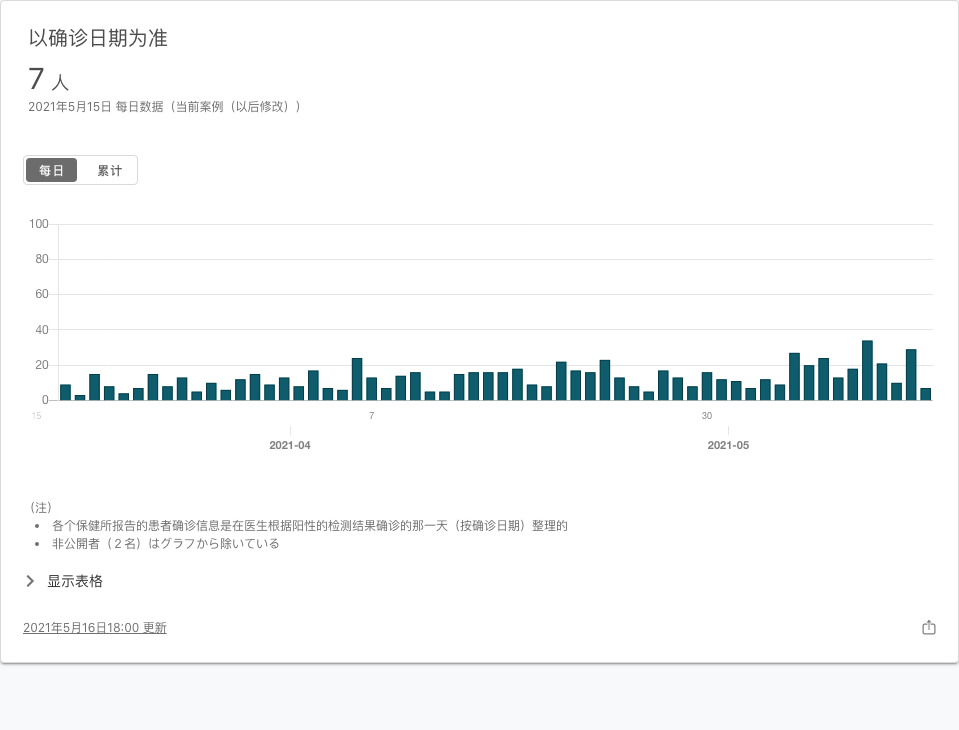 以确诊日期为准
7 人
2021年5月15日 每日数据（当前案例（以后修改））
每日 累计
100
80
60
40
20
0
15 7 30
2021-04 2021-05
（注）
• 各个保健所报告的患者确诊信息是在医生根据阳性的检测结果确诊的那一天（按确诊日期）整理的
• 非公開者（２名）はグラフから除いている
显示表格
2021年5月16日18:00 更新